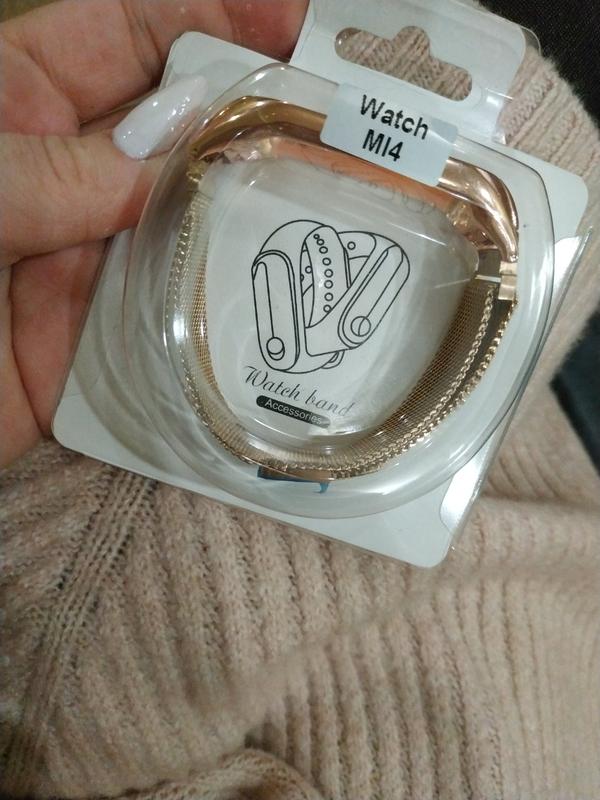 Watch
MI4
Watch band
Accessories